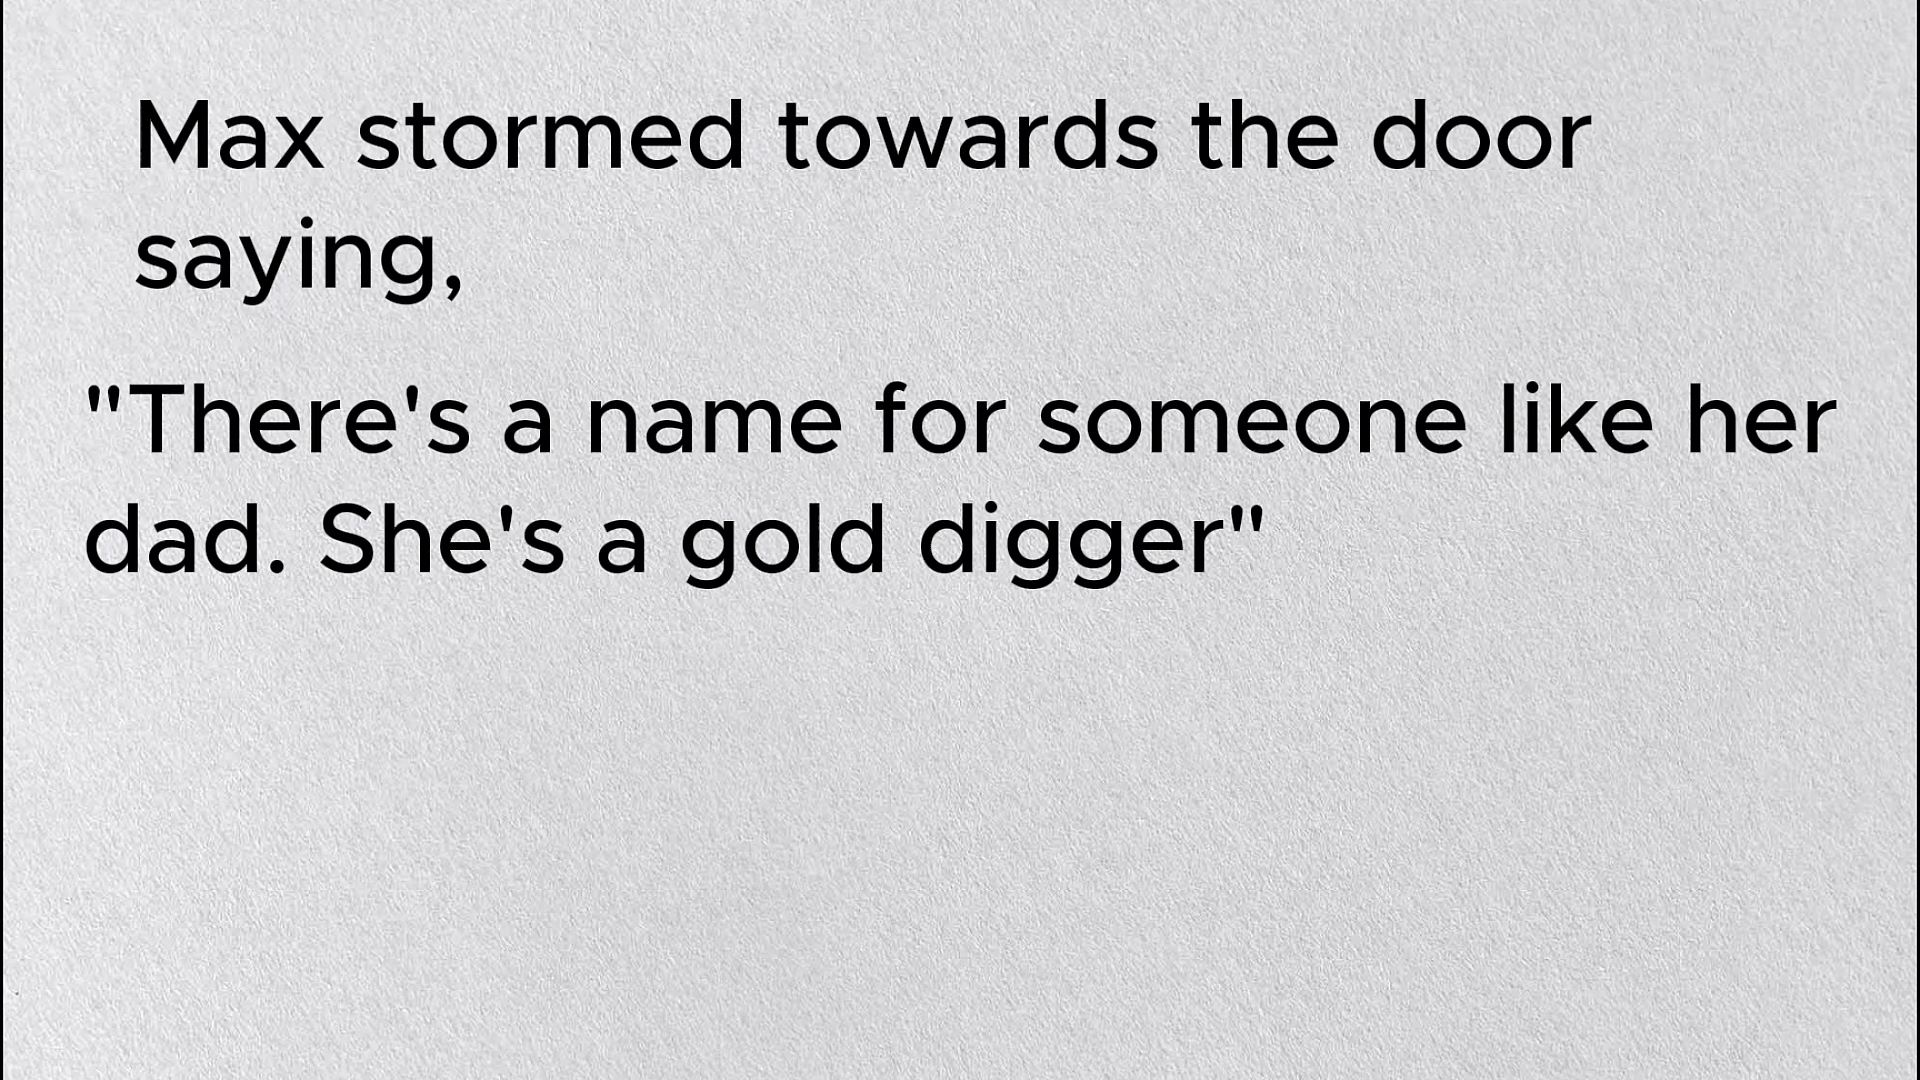 Max stormed towards the door
saying,
"There's a name for someone like her
dad. She's a gold digger"